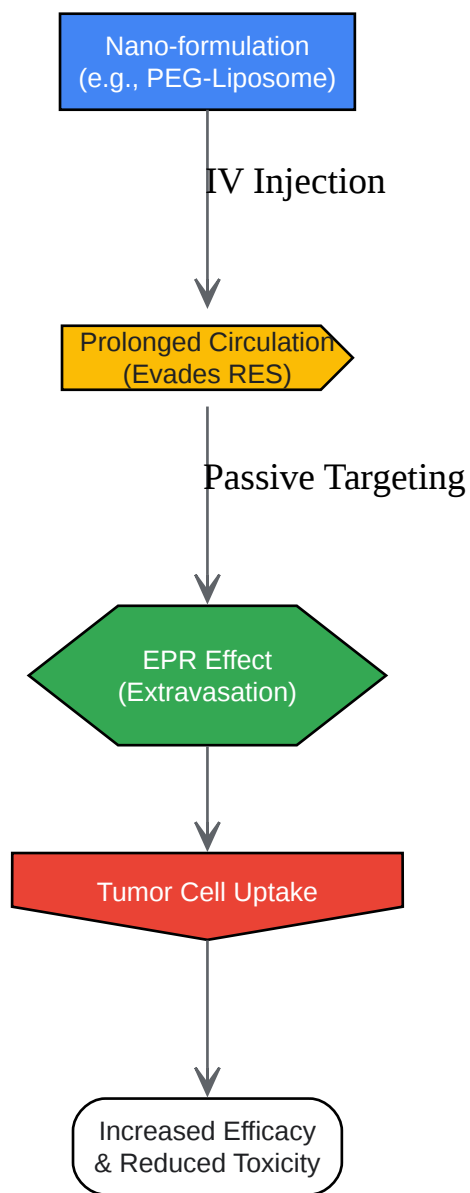 Nano-formulation
(e.g., PEG-Liposome)
IV Injection
Prolonged Circulation
(Evades RES)
Passive Targeting
EPR Effect
(Extravasation)
Tumor Cell Uptake
Increased Efficacy
& Reduced Toxicity